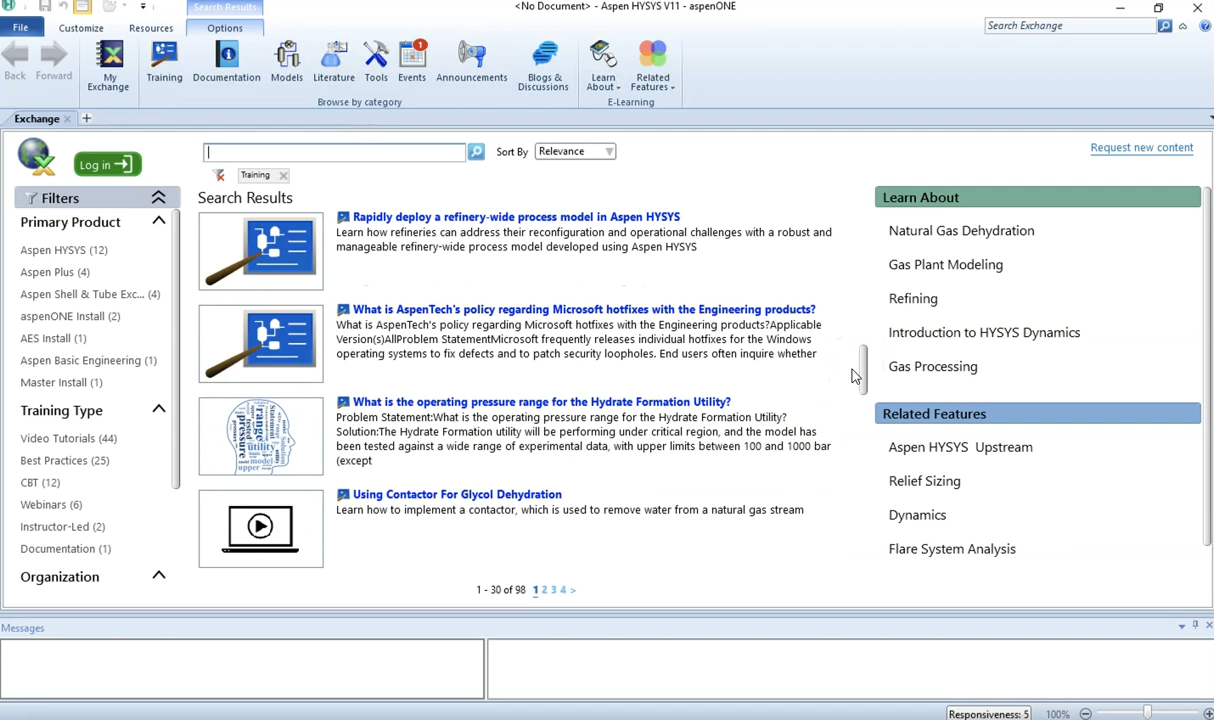 Search Results
<No Document> - Aspen HYSYS V11 - aspenONE
File
Customize
Resources
Options
Search Exchange
Back
Forward
My
Exchange
Training
Documentation
Models
Literature
Tools
1
Events
Announcements
Blogs &
Discussions
Learn
About
Related
Features
Browse by category
E-Learning
Exchange
Log in
Sort By
Relevance
Request new content
Training
Filters
Primary Product
Aspen HYSYS (12)
Aspen Plus (4)
Aspen Shell & Tube Exc... (4)
aspenONE Install (2)
AES Install (1)
Aspen Basic Engineering (1)
Master Install (1)
Training Type
Video Tutorials (44)
Best Practices (25)
CBT (12)
Webinars (6)
Instructor-Led (2)
Documentation (1)
Organization
Search Results
Rapidly deploy a refinery-wide process model in Aspen HYSYS
Learn how refineries can address their reconfiguration and operational challenges with a robust and
manageable refinery-wide process model developed using Aspen HYSYS
What is AspenTech's policy regarding Microsoft hotfixes with the Engineering products?
What is AspenTech's policy regarding Microsoft hotfixes with the Engineering products?Applicable
Version(s)AllProblem StatementMicrosoft frequently releases individual hotfixes for the Windows
operating systems to fix defects and to patch security loopholes. End users often inquire whether
What is the operating pressure range for the Hydrate Formation Utility?
Problem Statement:What is the operating pressure range for the Hydrate Formation Utility?
Solution:The Hydrate Formation utility will be performing under critical region, and the model has
been tested against a wide range of experimental data, with upper limits between 100 and 1000 bar
(except
Using Contactor For Glycol Dehydration
Learn how to implement a contactor, which is used to remove water from a natural gas stream
1 - 30 of 98 1 2 3 4 >
Learn About
Natural Gas Dehydration
Gas Plant Modeling
Refining
Introduction to HYSYS Dynamics
Gas Processing
Related Features
Aspen HYSYS Upstream
Relief Sizing
Dynamics
Flare System Analysis
Messages
Responsiveness: 5
100%